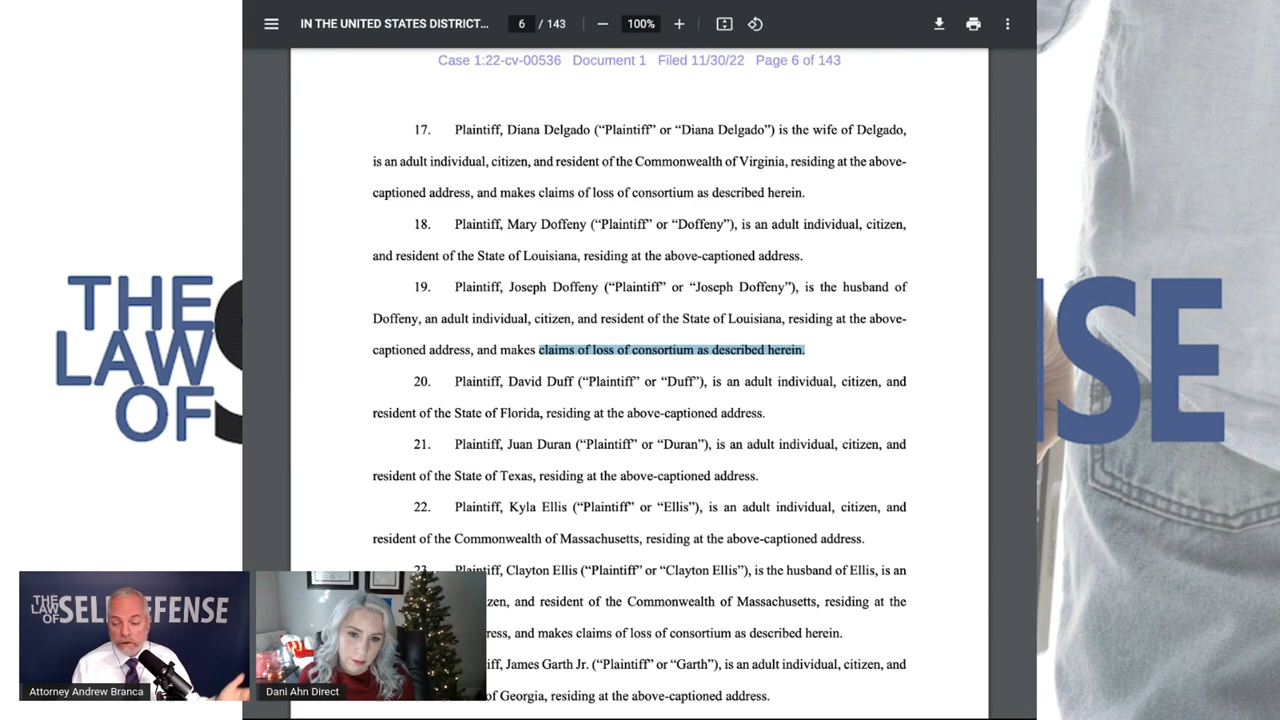 IN THE UNITED STATES DISTRICT... 6 / 143 100%
Case 1:22-cv-00536 Document 1 Filed 11/30/22 Page 6 of 143
17. Plaintiff, Diana Delgado (“Plaintiff” or “Diana Delgado”) is the wife of Delgado,
is an adult individual, citizen, and resident of the Commonwealth of Virginia, residing at the above-
captioned address, and makes claims of loss of consortium as described herein.
18. Plaintiff, Mary Doffeny (“Plaintiff” or “Doffeny”), is an adult individual, citizen,
and resident of the State of Louisiana, residing at the above-captioned address.
19. Plaintiff, Joseph Doffeny (“Plaintiff” or “Joseph Doffeny”), is the husband of
Doffeny, an adult individual, citizen, and resident of the State of Louisiana, residing at the above-
captioned address, and makes claims of loss of consortium as described herein.
20. Plaintiff, David Duff (“Plaintiff” or “Duff”), is an adult individual, citizen, and
resident of the State of Florida, residing at the above-captioned address.
21. Plaintiff, Juan Duran (“Plaintiff” or “Duran”), is an adult individual, citizen, and
resident of the State of Texas, residing at the above-captioned address.
22. Plaintiff, Kyla Ellis (“Plaintiff” or “Ellis”), is an adult individual, citizen, and
resident of the Commonwealth of Massachusetts, residing at the above-captioned address.
23. Plaintiff, Clayton Ellis (“Plaintiff” or “Clayton Ellis”), is the husband of Ellis, is an
and resident of the Commonwealth of Massachusetts, residing at the
and makes claims of loss of consortium as described herein.
James Garth Jr. (“Plaintiff” or “Garth”), is an adult individual, citizen, and
of Georgia, residing at the above-captioned address.
THE
LAW
OF
THE
LAW
OF SELF DEFENSE
Attorney Andrew Branca
Dani Ahn Direct